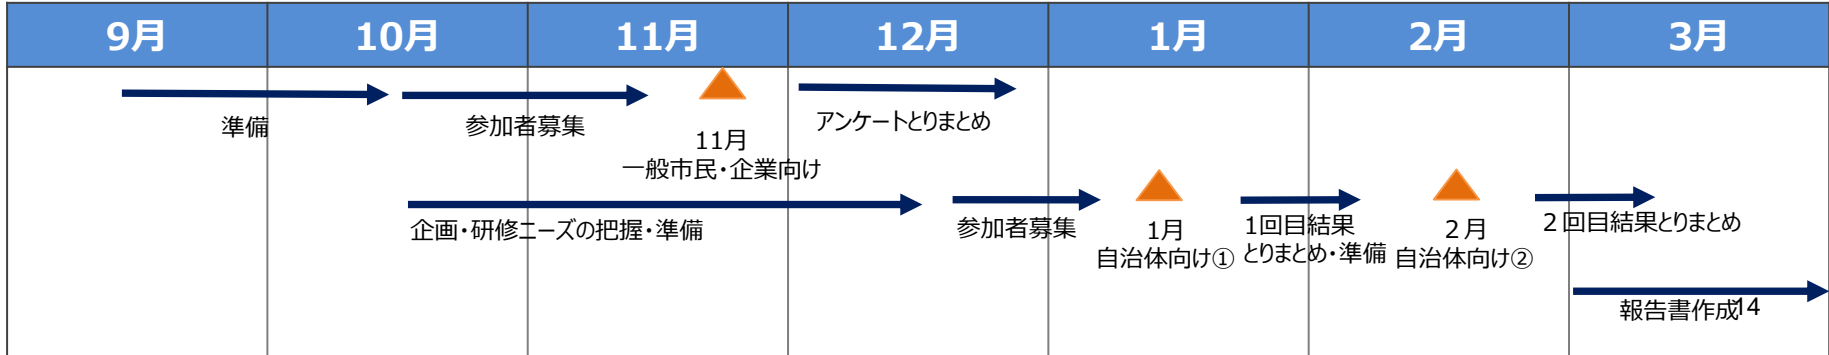 9月
10月
11月
12月
1月
2月
3月
準備
参加者募集
11月
一般市民・企業向け
アンケートとりまとめ
企画・研修ニーズの把握・準備
参加者募集
1月
自治体向け①
1回目結果
とりまとめ・準備
２月
自治体向け②
２回目結果とりまとめ
報告書作成
14